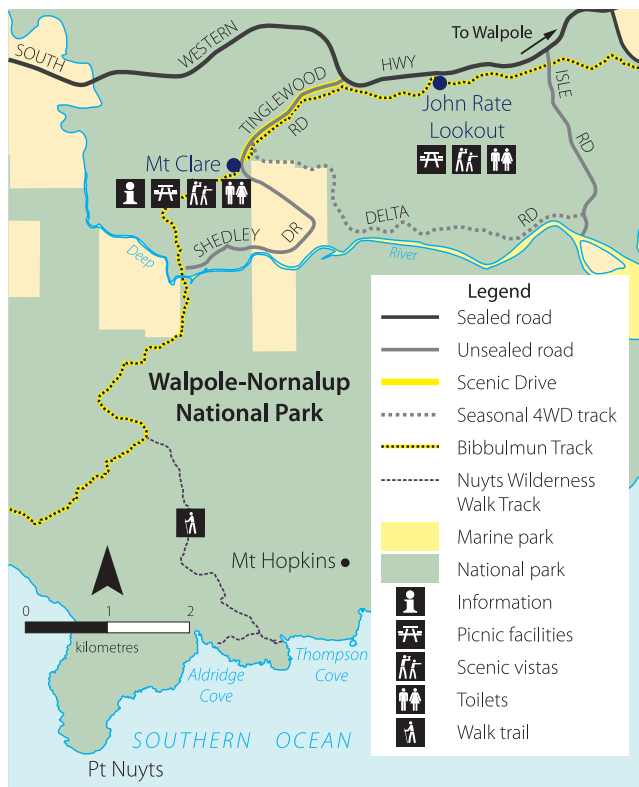 To Walpole
SOUTH
WESTERN
HWY
TINGLEWOOD
RD
John Rate
Lookout
ISLE
RD
Mt Clare
DELTA
RD
SHEDLEY
DR
Deep
River
Walpole-Nornalup
National Park
Mt Hopkins
0 1 2
kilometres
Aldridge
Cove
Thompson
Cove
SOUTHERN OCEAN
Pt Nuyts
Legend
Sealed road
Unsealed road
Scenic Drive
Seasonal 4WD track
Bibbulmun Track
Nuyts Wilderness
Walk Track
Marine park
National park
Information
Picnic facilities
Scenic vistas
Toilets
Walk trail